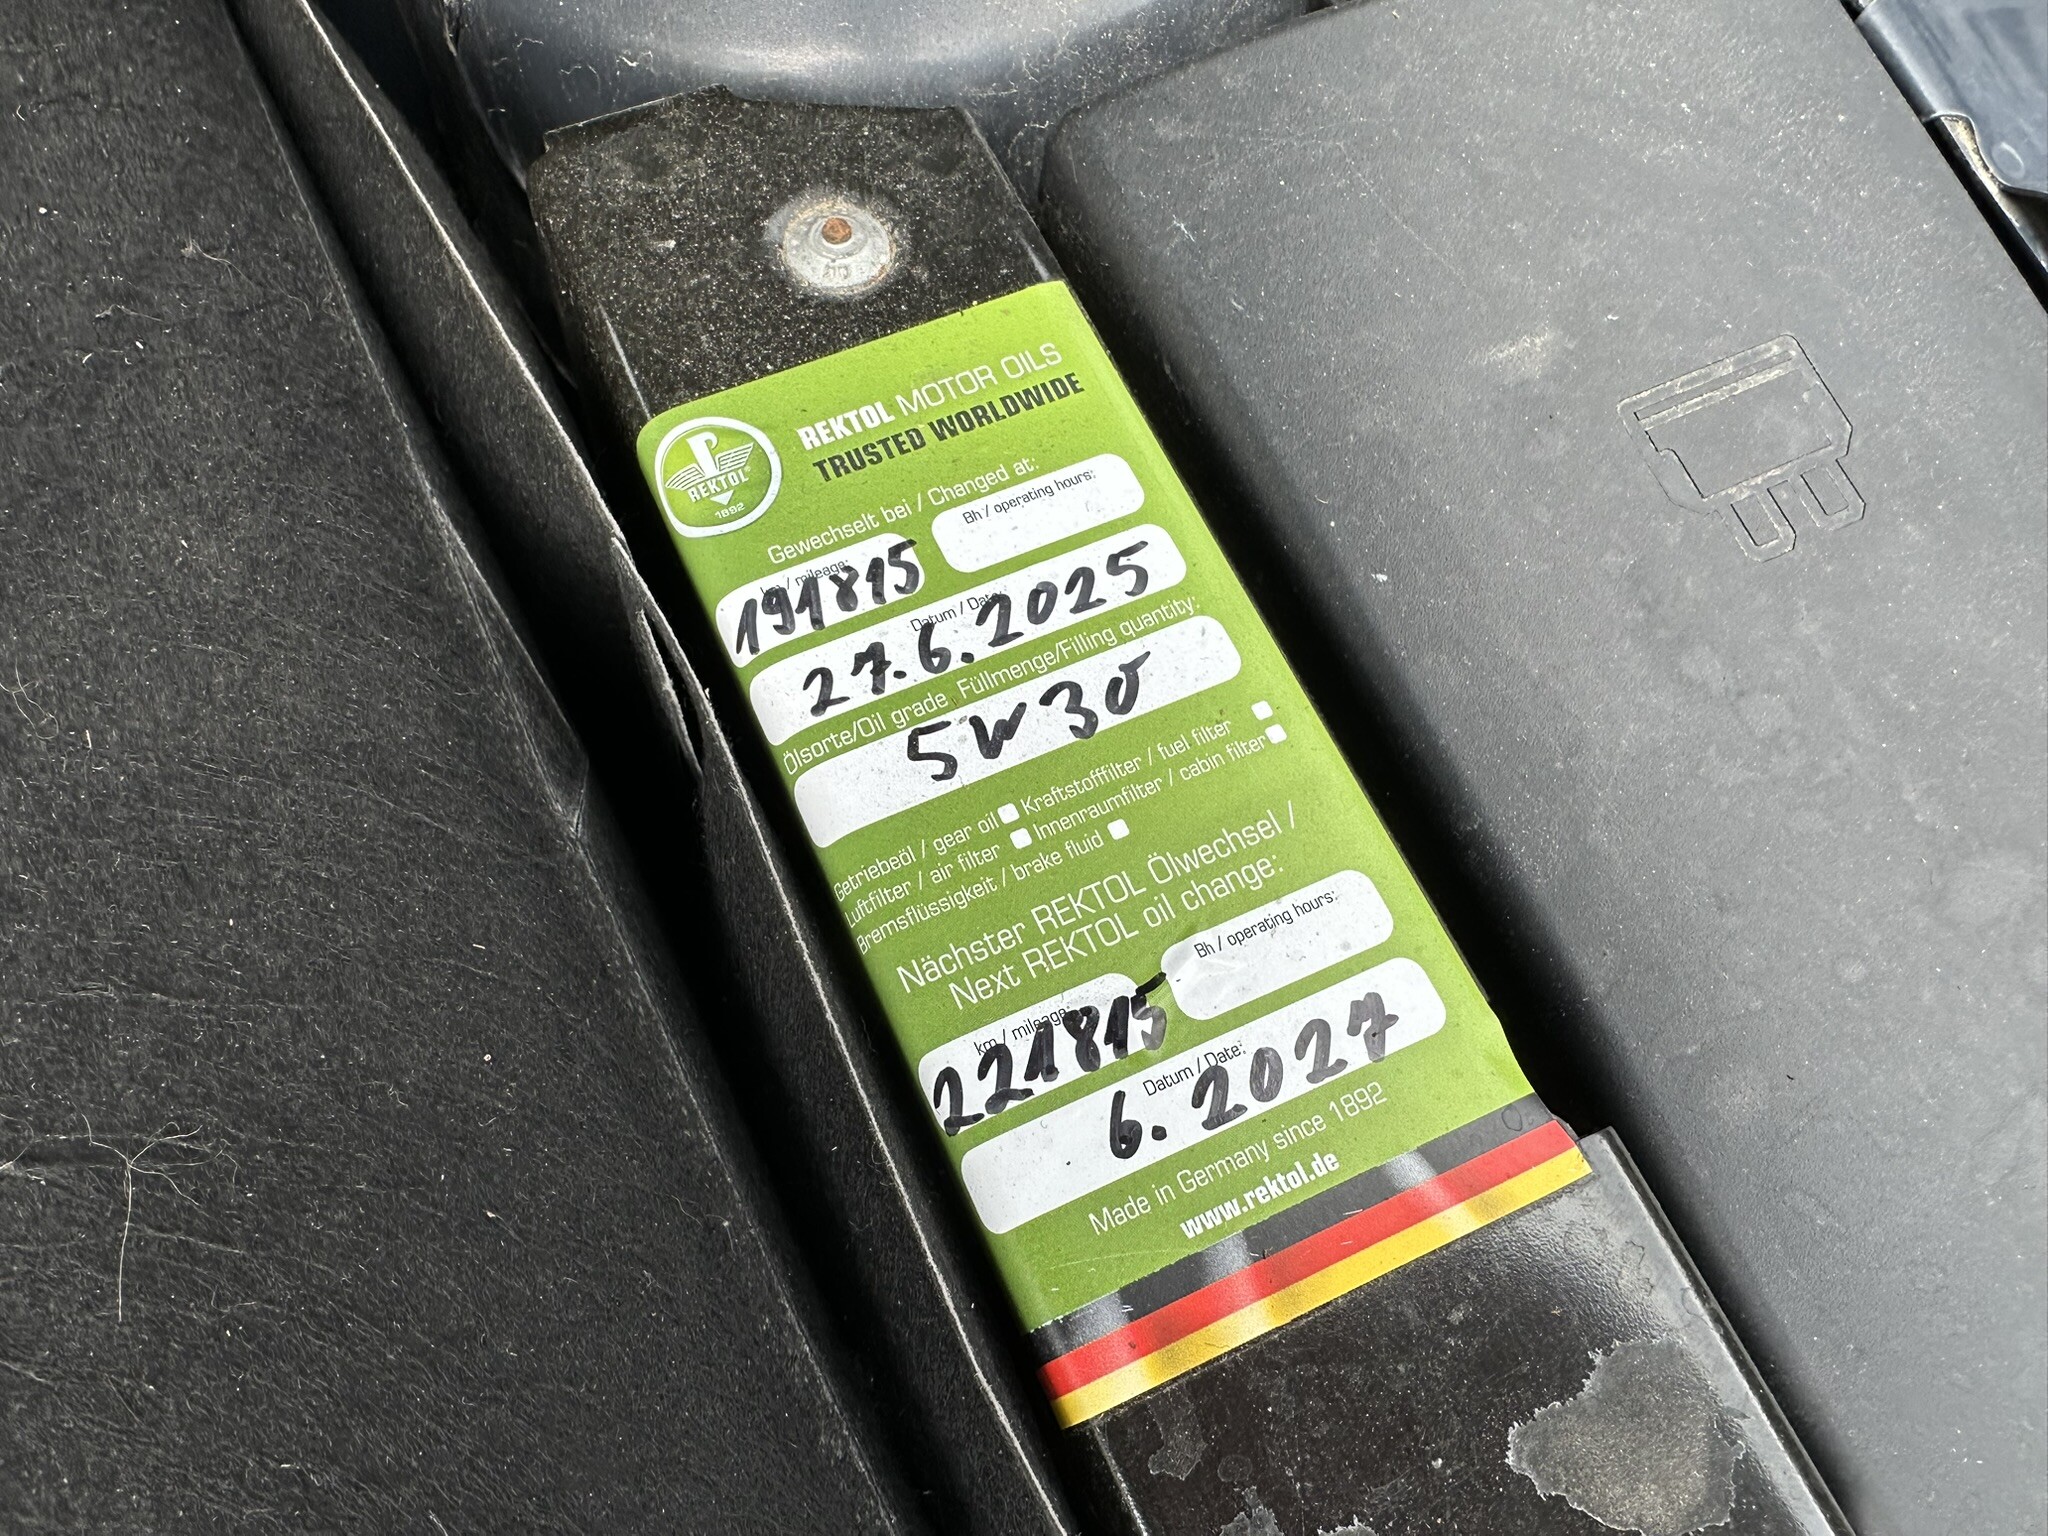 REKTOL MOTOR OILS
TRUSTED WORLDWIDE
P
REKTOL®
1892
Gewechselt bei / Changed at:
km / mileage:
191815
Bh / operating hours:
Datum / Date:
27.6.2025
Ölsorte/Oil grade Füllmenge/Filling quantity:
5W30
Getriebeöl / gear oil Kraftstofffilter / fuel filter
Luftfilter / air filter Innenraumfilter / cabin filter
Bremsflüssigkeit / brake fluid
Nächster REKTOL Ölwechsel /
Next REKTOL oil change:
km / mileage:
221815
Bh / operating hours:
Datum / Date:
6.2027
Made in Germany since 1892
www.rektol.de